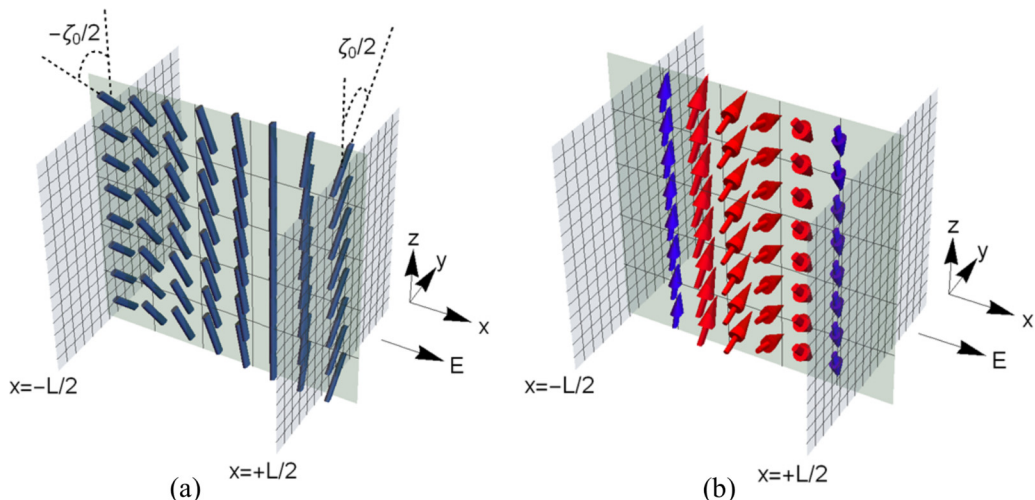 −ζ₀/2
ζ₀/2
z
y
x
E
x=−L/2
x=+L/2
(a)
z
y
x
E
x=−L/2
x=+L/2
(b)